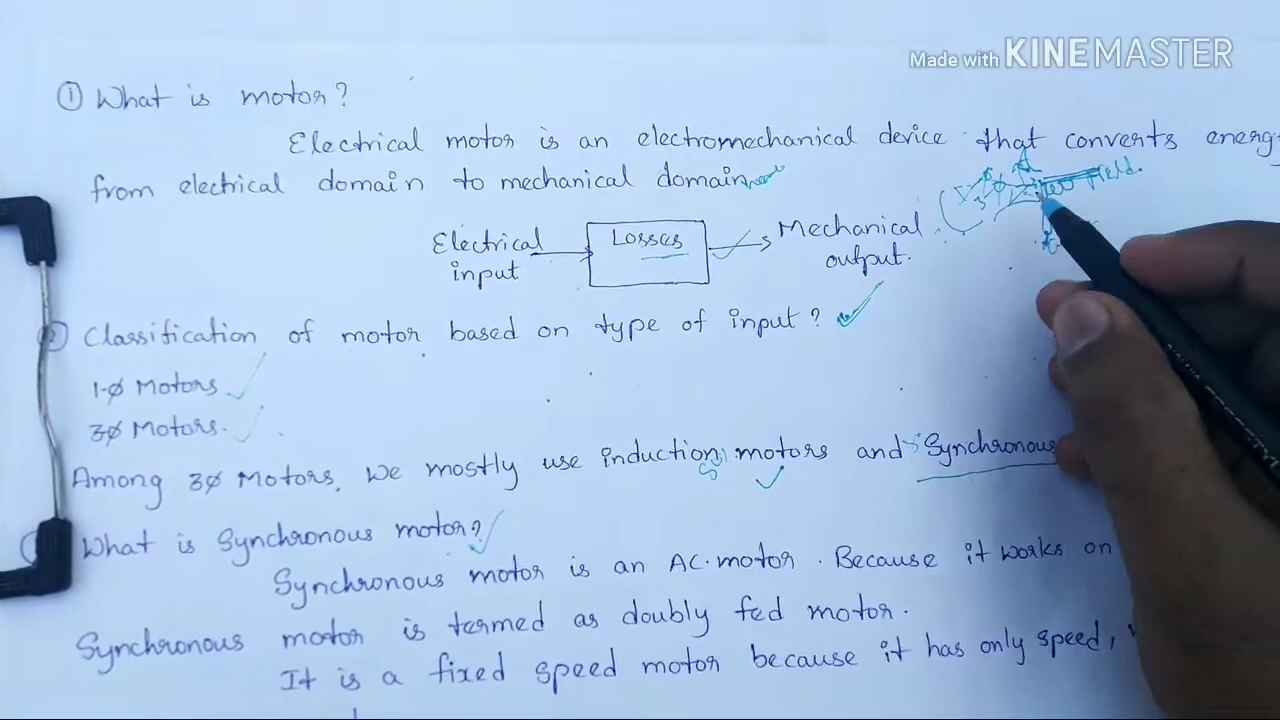 Made with KINEMASTER
① What is motor?
Electrical motor is an electromechanical device that converts energ
from electrical domain to mechanical domain
Electrical input
Losses
Mechanical output.
② Classification of motor based on type of input?
1-ø Motors
3ø Motors.
Among 3ø Motors, we mostly use induction motors and Synchronous
What is Synchronous motor?
Synchronous motor is an AC motor. Because it works on
Synchronous motor is termed as doubly fed motor.
It is a fixed speed motor because it has only speed,